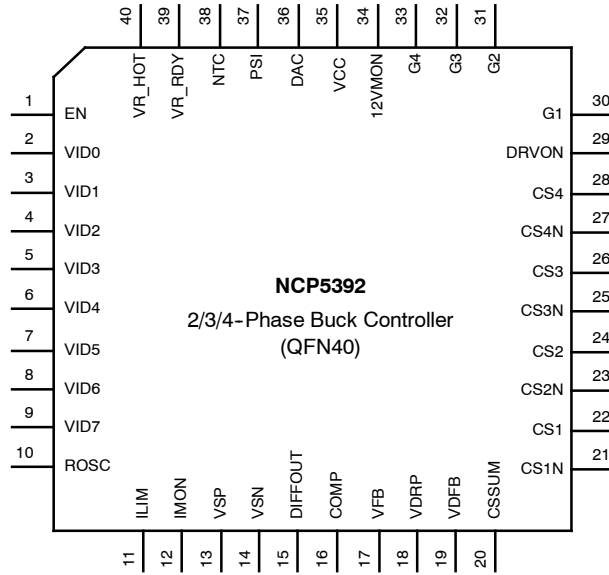 40 39 38 37 36 35 34 33 32 31
VR_HOT VR_RDY NTC PSI DAC VCC 12VMON G4 G3 G2
1 EN
2 VID0
3 VID1
4 VID2
5 VID3
6 VID4
7 VID5
8 VID6
9 VID7
10 ROSC
NCP5392
2/3/4-Phase Buck Controller
(QFN40)
G1 30
DRVON 29
CS4 28
CS4N 27
CS3 26
CS3N 25
CS2 24
CS2N 23
CS1 22
CS1N 21
ILIM IMON VSP VSN DIFFOUT COMP VFB VDRP VDFB CSSUM
11 12 13 14 15 16 17 18 19 20